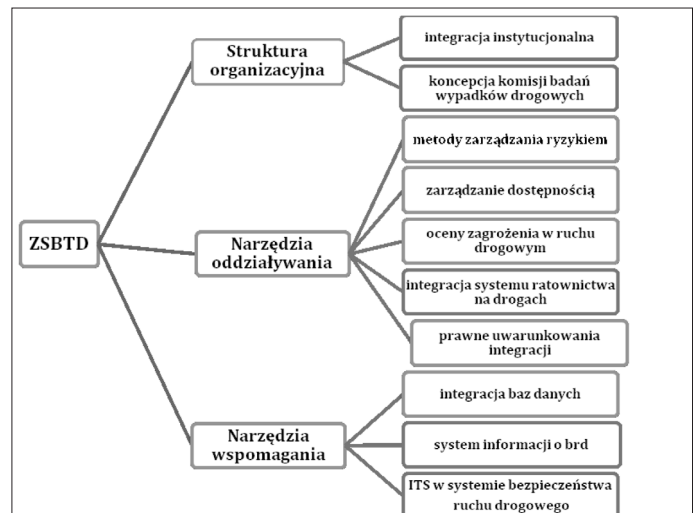 Struktura
organizacyjna
integracja instytucjonalna
koncepcja komisji badań
wypadków drogowych
ZSBTD
Narzędzia
oddziaływania
metody zarządzania ryzykiem
zarządzanie dostępnością
oceny zagrożenia w ruchu
drogowym
integracja systemu ratownictwa
na drogach
prawne uwarunkowania
integracji
Narzędzia
wspomagania
integracja baz danych
system informacji o brd
ITS w systemie bezpieczeństwa
ruchu drogowego